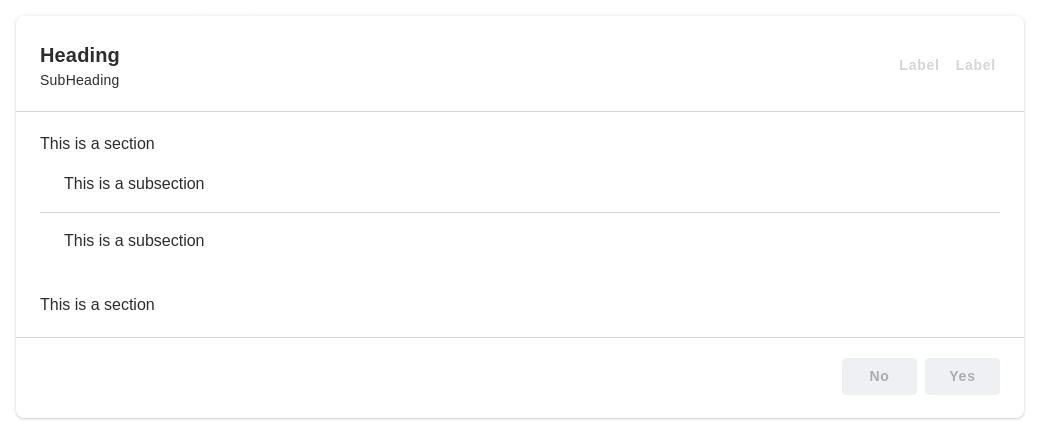 Heading
SubHeading
Label Label
This is a section
This is a subsection
This is a subsection
This is a section
No Yes